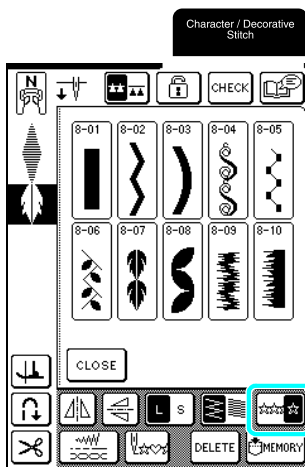 Character / Decorative
Stitch
N
CHECK
8-01 8-02 8-03 8-04 8-05
8-06 8-07 8-08 8-09 8-10
CLOSE
L S
DELETE MEMORY